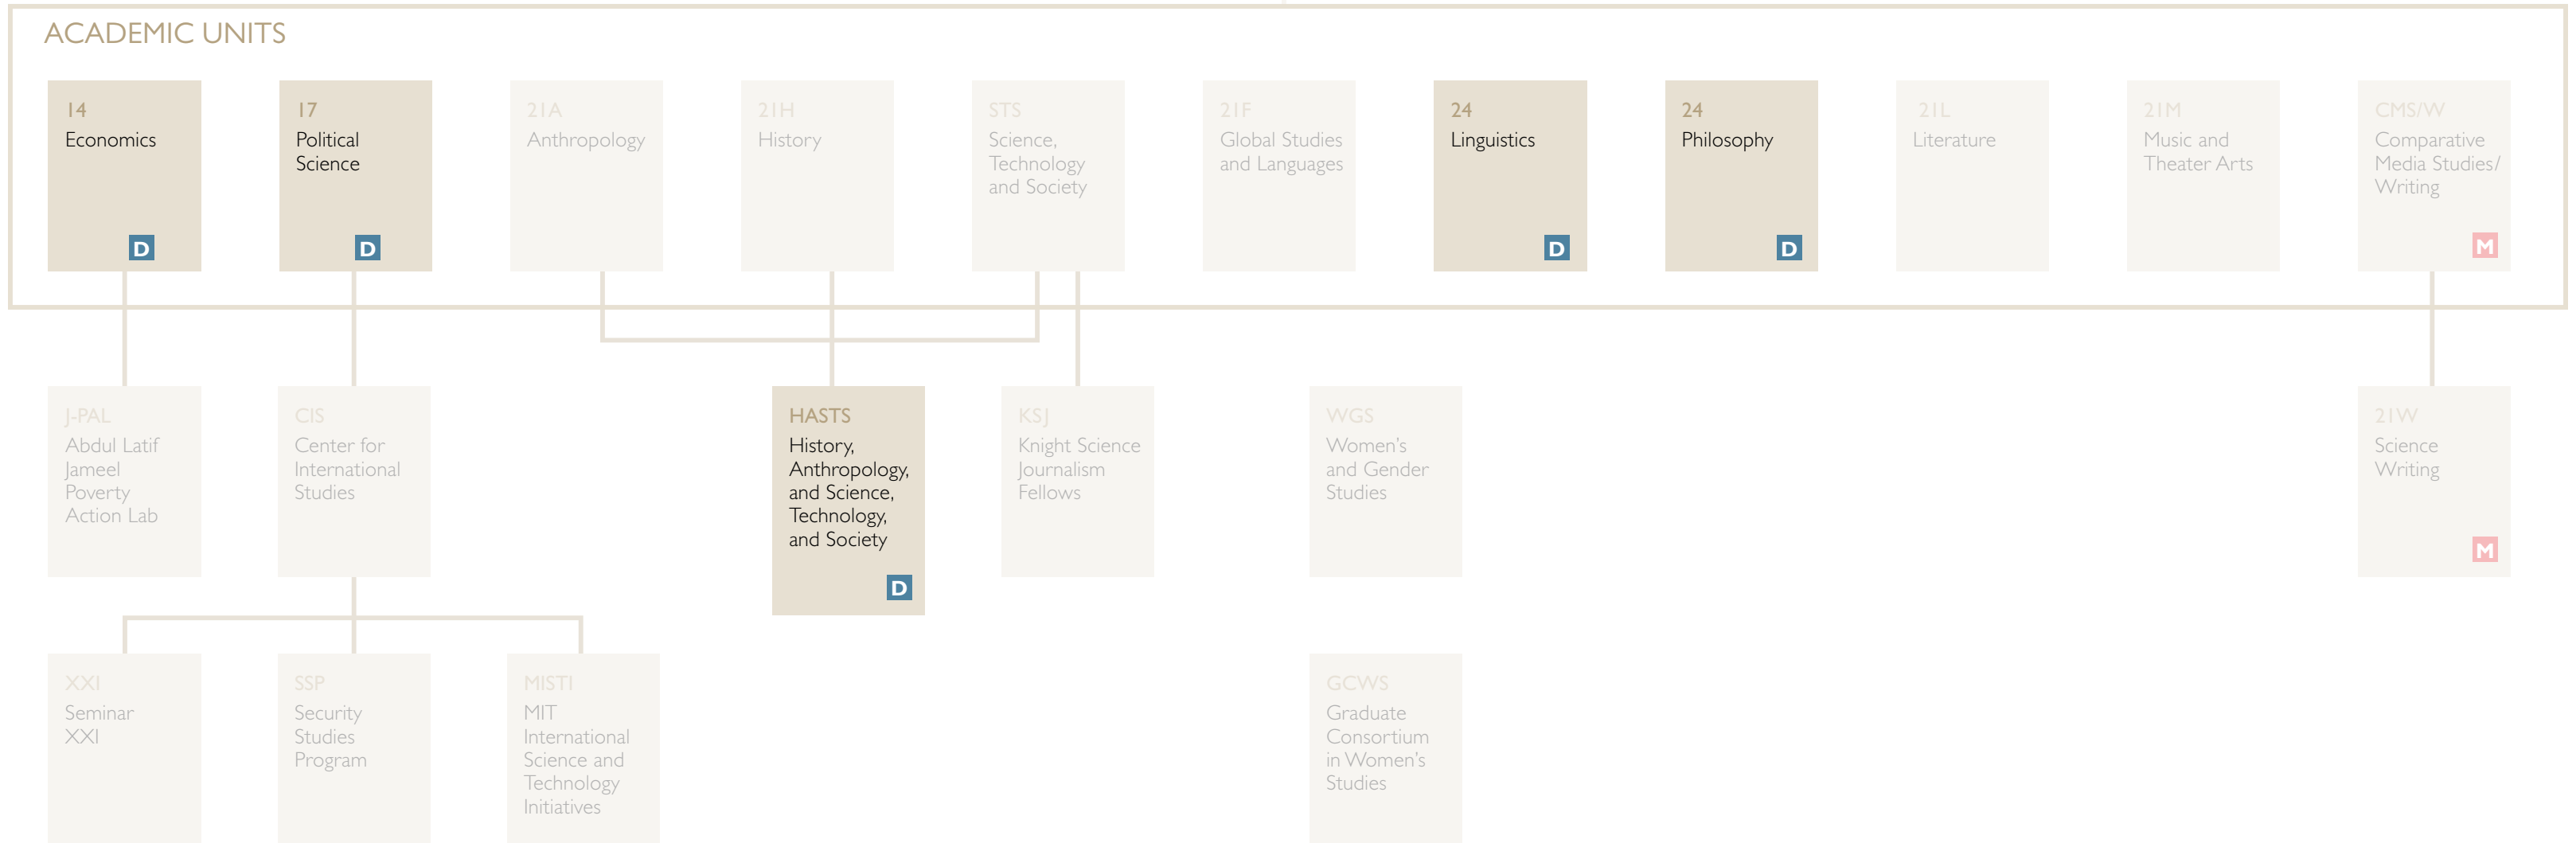 ACADEMIC UNITS
14
Economics
D
17
Political
Science
D
21A
Anthropology
21H
History
STS
Science,
Technology
and Society
21F
Global Studies
and Languages
24
Linguistics
D
24
Philosophy
D
21L
Literature
21M
Music and
Theater Arts
CMS/W
Comparative
Media Studies/
Writing
M
J-PAL
Abdul Latif
Jameel
Poverty
Action Lab
CIS
Center for
International
Studies
HASTS
History,
Anthropology,
and Science,
Technology,
and Society
D
KSJ
Knight Science
Journalism
Fellows
WGS
Women’s
and Gender
Studies
21W
Science
Writing
M
XXI
Seminar
XXI
SSP
Security
Studies
Program
MISTI
MIT
International
Science and
Technology
Initiatives
GCWS
Graduate
Consortium
in Women’s
Studies